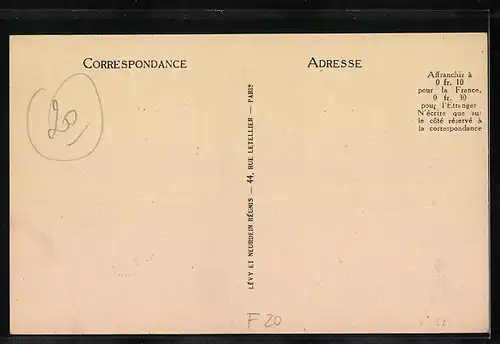 CORRESPONDANCE
ADRESSE
Affranchir à
0 fr. 10
pour la France,
0 fr. 30
pour l'Etranger
N'écrire que sur
le côté réservé à
la correspondance
20
LÉVY ET NEURDEIN RÉUNIS — 44, RUE LETELLIER — PARIS
F 20